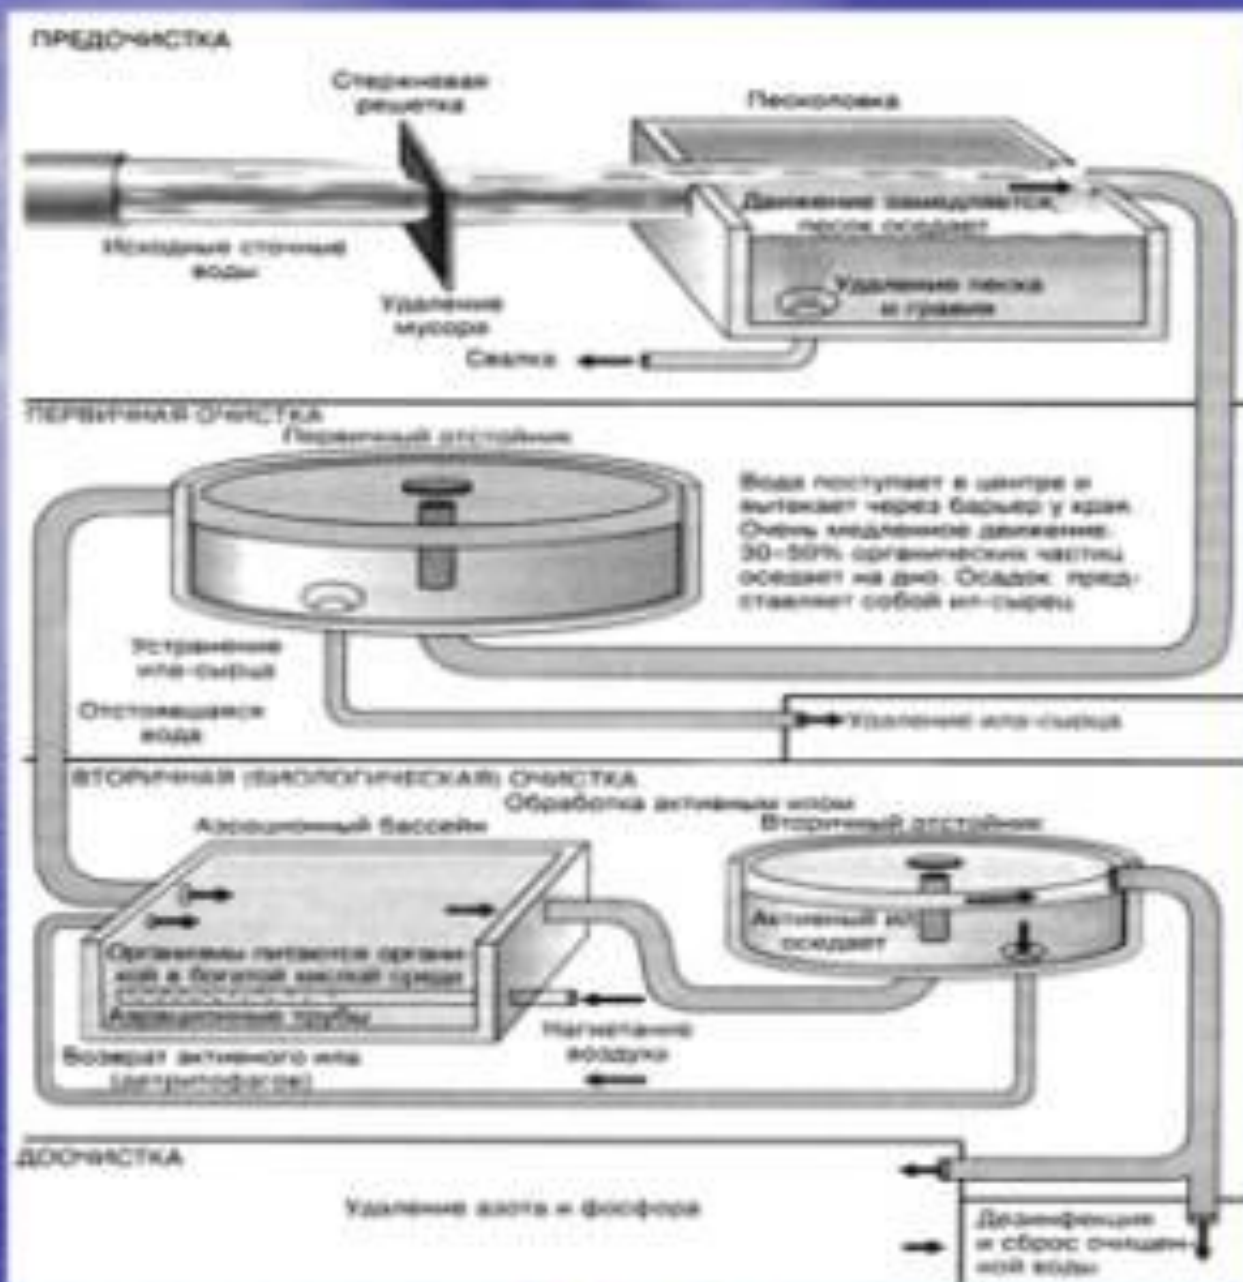 ПРЕДОЧИСТКА
Стержневая
решетка
Песколовка
Движение замедляется,
песок оседает
Исходные сточные
воды
Удаление песка
и гравия
Удаление
мусора
Свалка
ПЕРВИЧНАЯ ОЧИСТКА
Первичный отстойник
Вода поступает в центре и
вытекает через барьер у края.
Очень медленное движение.
30-50% органических частиц
оседает на дно. Осадок пред-
ставляет собой ил-сырец
Устранение
ила-сырца
Отстоявшаяся
вода
Удаление ила-сырца
ВТОРИЧНАЯ (БИОЛОГИЧЕСКАЯ) ОЧИСТКА
Обработка активным илом
Аэрационный бассейн
Вторичный отстойник
Активный ил
оседает
Организмы питаются органи-
кой в богатой кислой среде
Аэрационные трубы
Нагнетание
воздуха
Возврат активного ила
(детритофагов)
ДООЧИСТКА
Удаление азота и фосфора
Дезинфекция
и сброс очищен-
ной воды